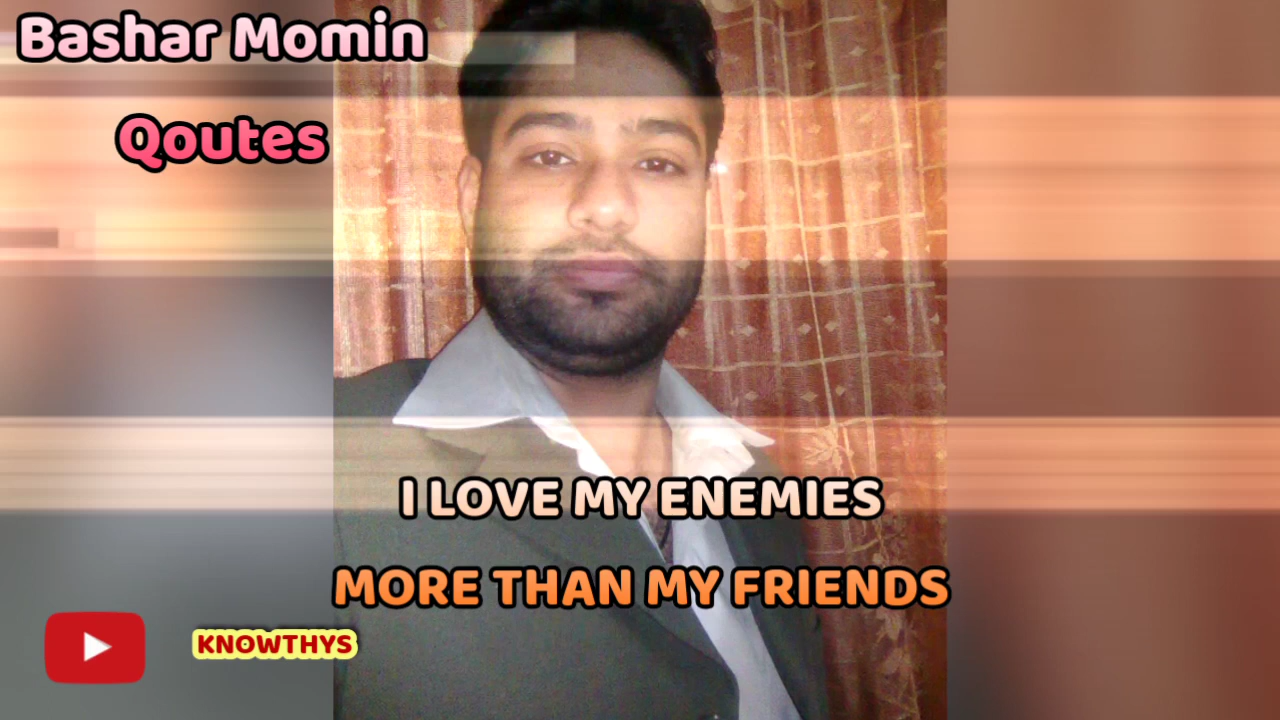 Bashar Momin
Qoutes
I LOVE MY ENEMIES
MORE THAN MY FRIENDS
KNOWTHYS